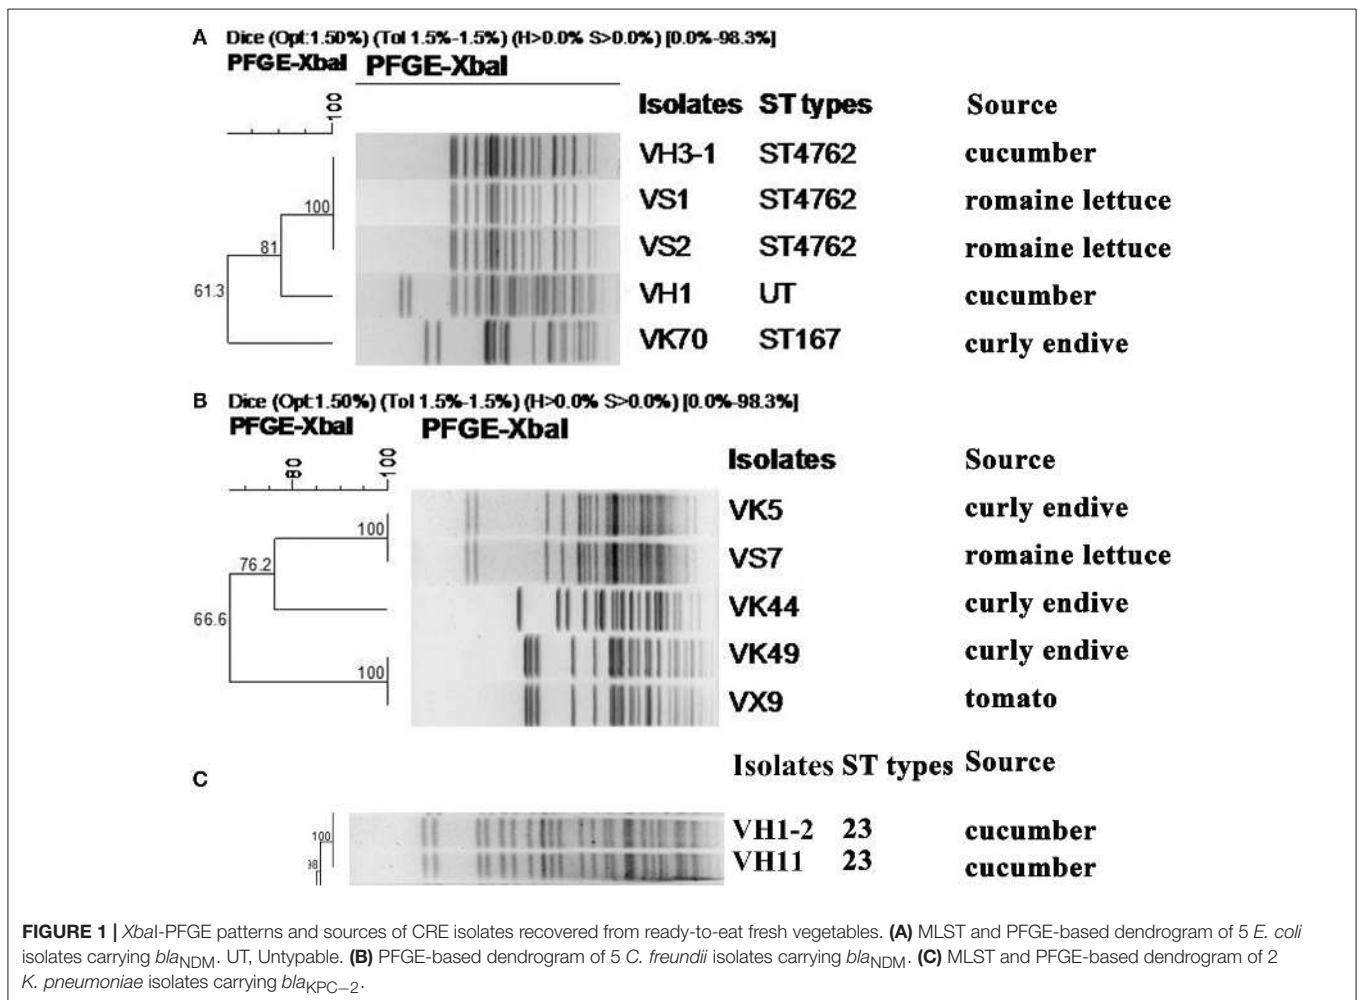 A Dice (Opt:1.50%) (Tol 1.5%-1.5%) (H>0.0% S>0.0%) [0.0%-98.3%]
PFGE-XbaI PFGE-XbaI
100
Isolates ST types Source
VH3-1 ST4762 cucumber
VS1 ST4762 romaine lettuce
100
VS2 ST4762 romaine lettuce
81
61.3 VH1 UT cucumber
VK70 ST167 curly endive
B Dice (Opt:1.50%) (Tol 1.5%-1.5%) (H>0.0% S>0.0%) [0.0%-98.3%]
PFGE-XbaI PFGE-XbaI
80 100
Isolates Source
VK5 curly endive
100
VS7 romaine lettuce
76.2
VK44 curly endive
66.6
VK49 curly endive
100
VX9 tomato
C
Isolates ST types Source
VH1-2 23 cucumber
100
VH11 23 cucumber
98
FIGURE 1 | XbaI-PFGE patterns and sources of CRE isolates recovered from ready-to-eat fresh vegetables. (A) MLST and PFGE-based dendrogram of 5 E. coli
isolates carrying blaNDM. UT, Untypable. (B) PFGE-based dendrogram of 5 C. freundii isolates carrying blaNDM. (C) MLST and PFGE-based dendrogram of 2
K. pneumoniae isolates carrying blaKPC−2.